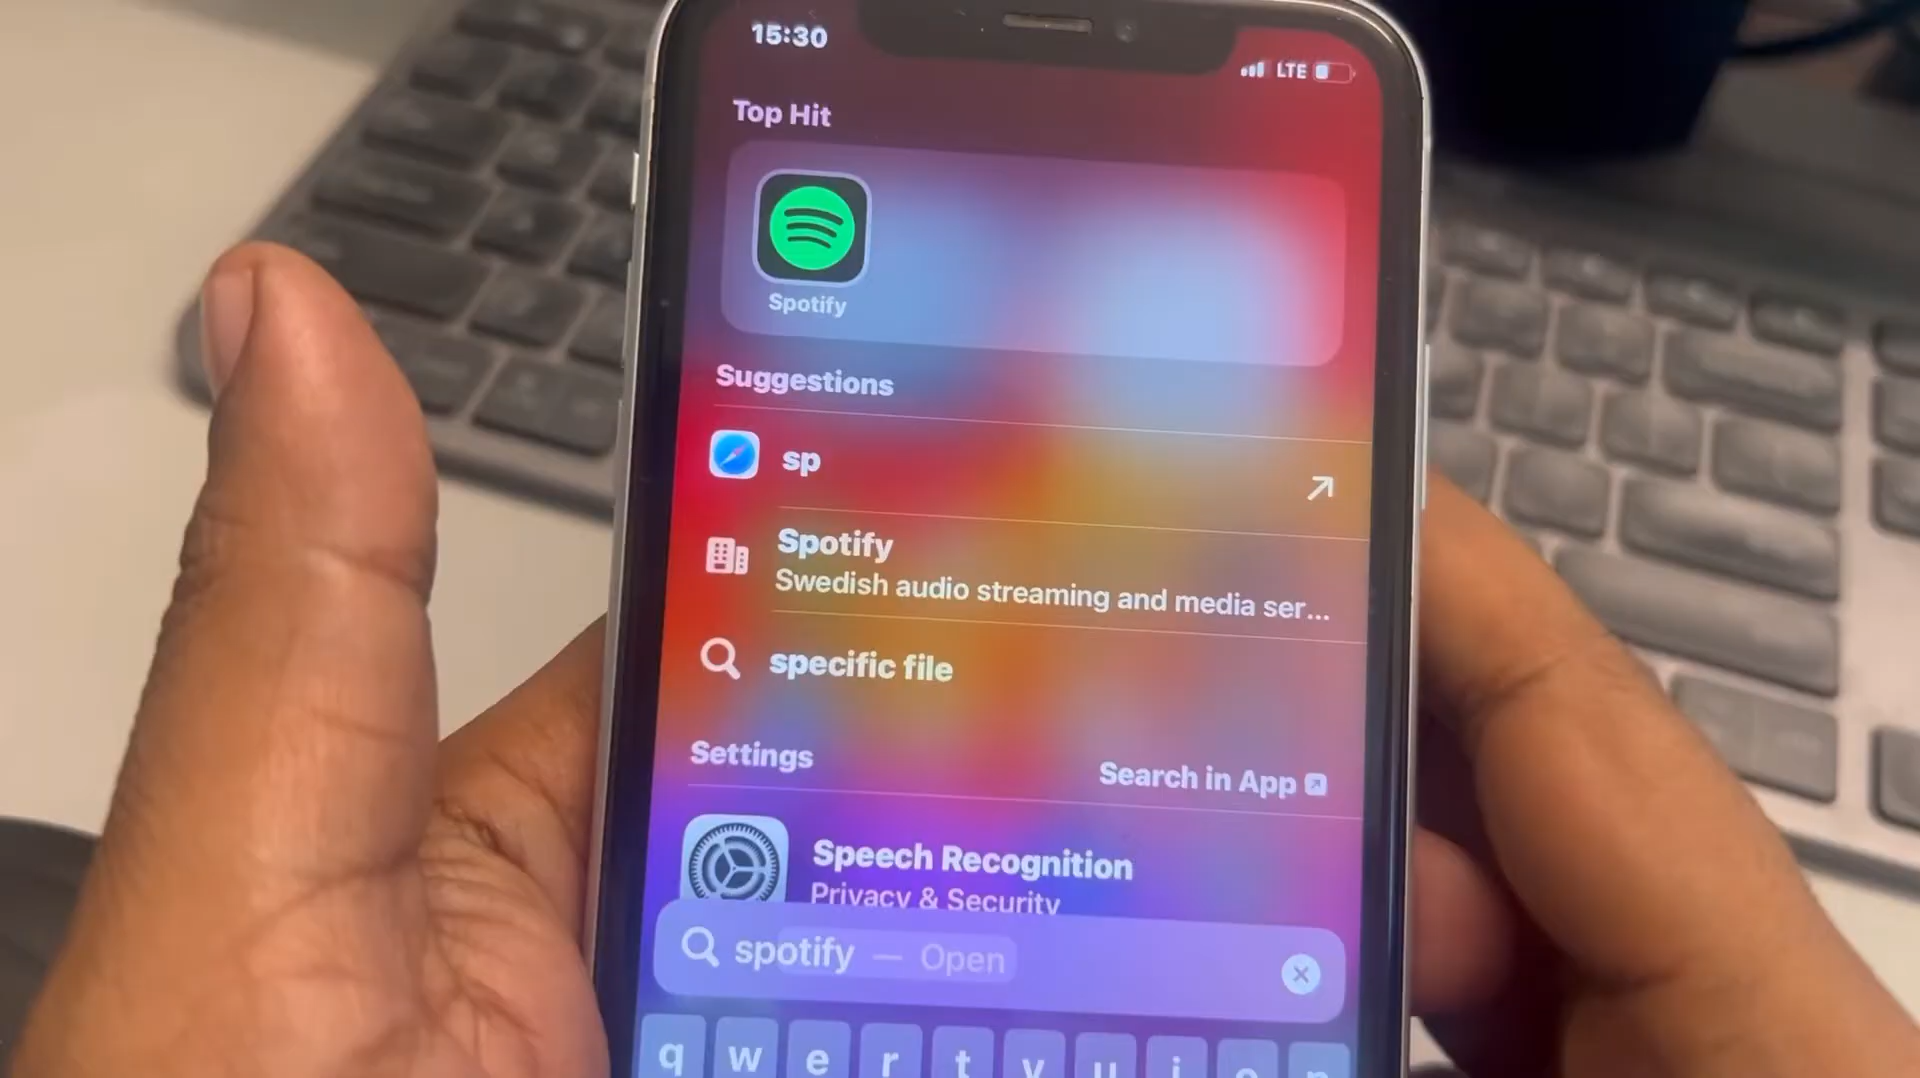 15:30
LTE
Top Hit
Spotify
Suggestions
sp
Spotify
Swedish audio streaming and media ser...
specific file
Settings
Search in App
Speech Recognition
Privacy & Security
spotify — Open
q w e r t y u i o p